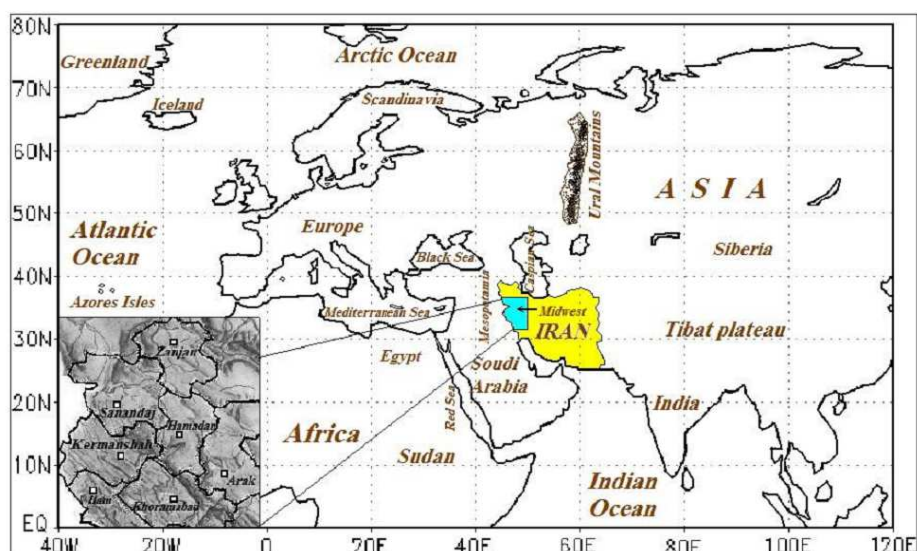 80N
Arctic Ocean
Greenland
70N
Scandinavia
Iceland
60N
Ural Mountains
A S I A
50N
Atlantic
Ocean
Europe
Siberia
Black Sea
Caspian Sea
40N
Azores Isles
Mediterranean Sea
Mesopotamia
Midwest
IRAN
Tibat plateau
30N
Egypt
Soudi
Arabia
Zanjan
20N
Red Sea
India
Sanandaj
Hamadan
Africa
Kermanshah
Sudan
10N
Arak
Ilam
Khoramabad
Indian
Ocean
EQ
40W
20W
0
20E
40E
60E
80E
100E
120E